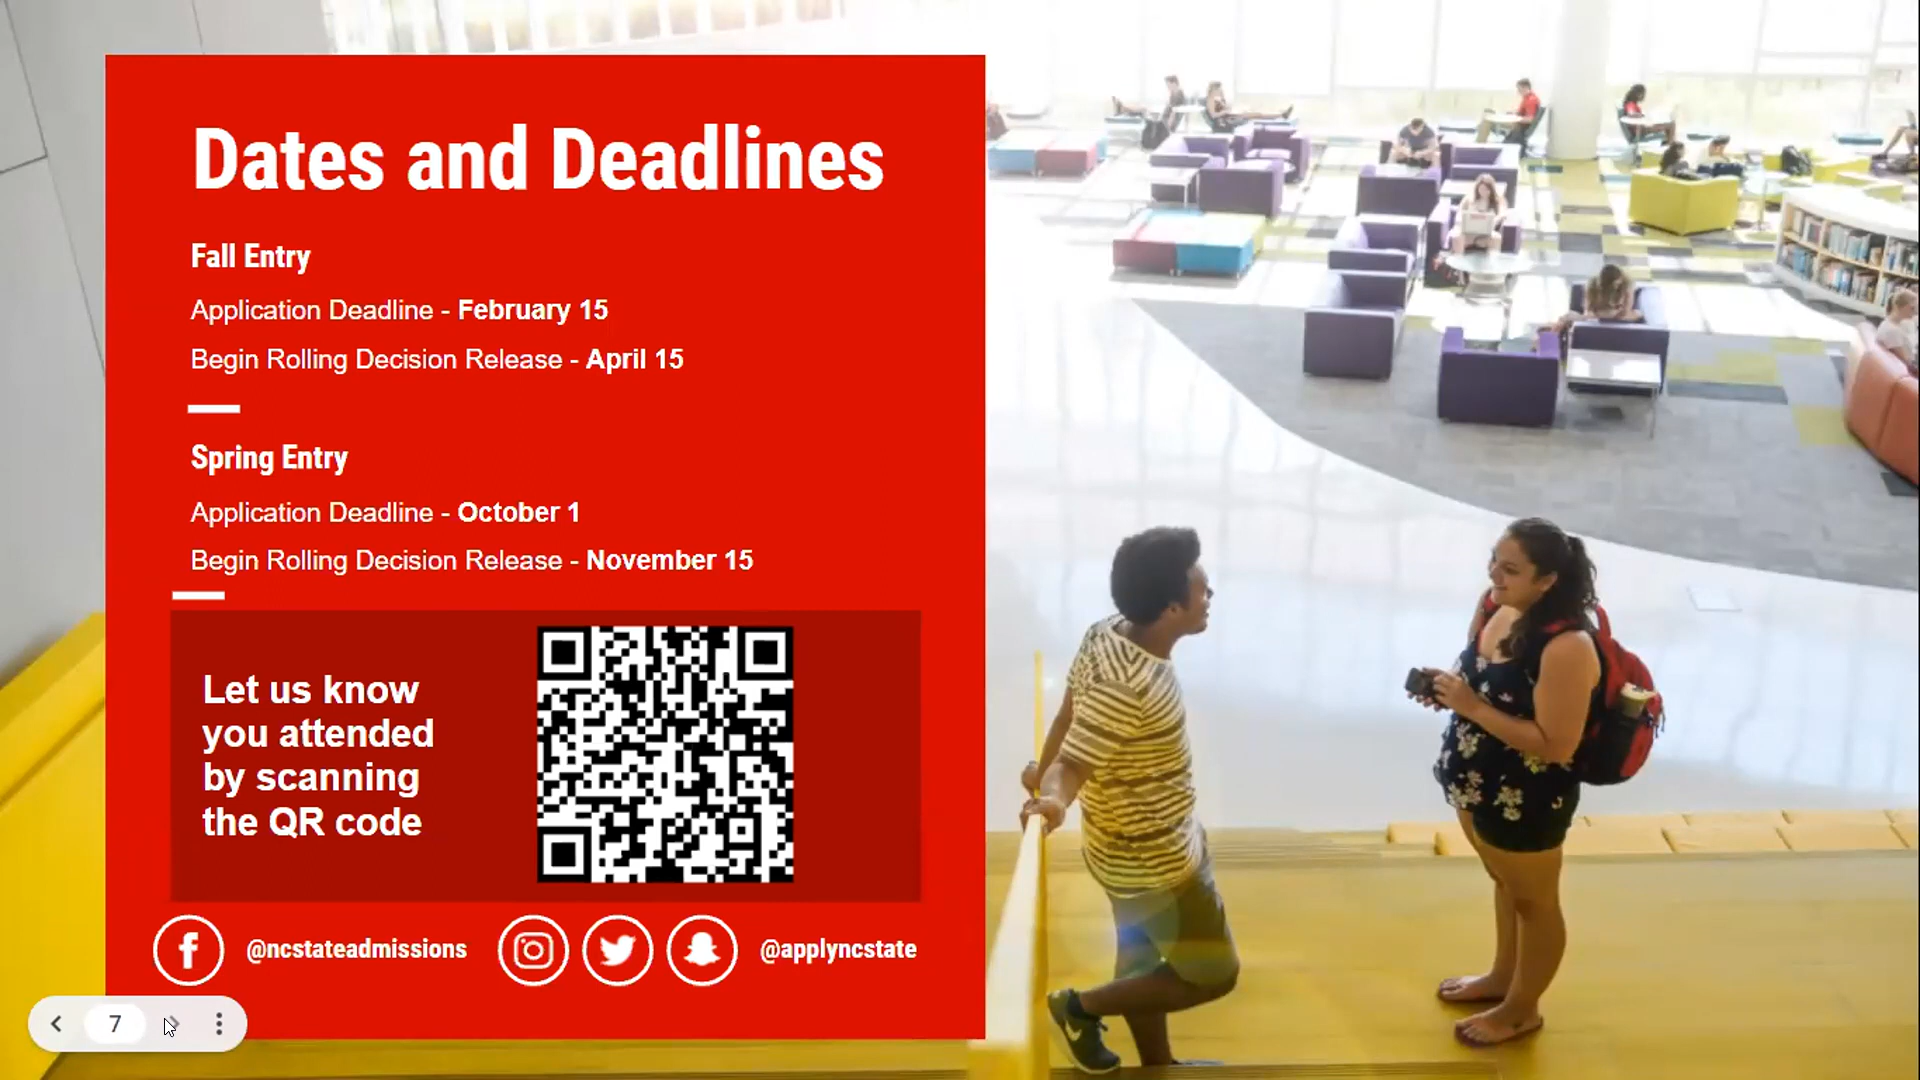 Dates and Deadlines
Fall Entry
Application Deadline - February 15
Begin Rolling Decision Release - April 15
Spring Entry
Application Deadline - October 1
Begin Rolling Decision Release - November 15
Let us know
you attended
by scanning
the QR code
@ncstateadmissions
@applyncstate
7